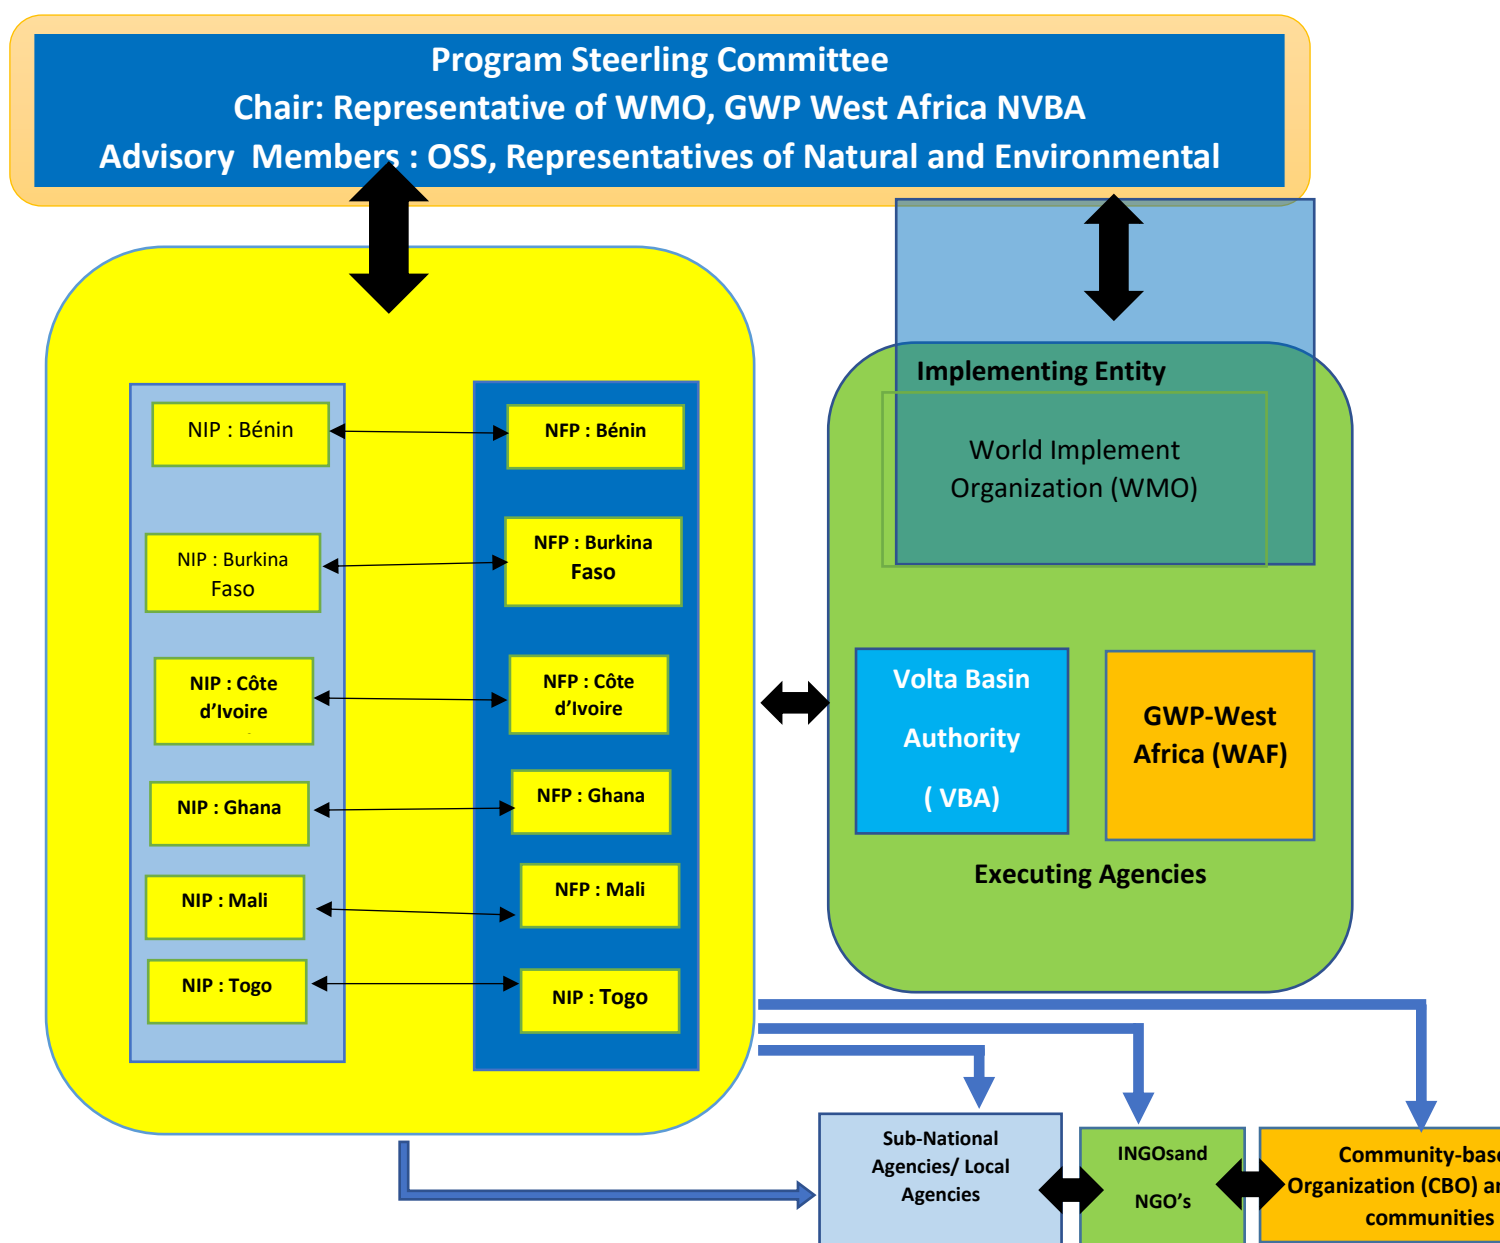 Program Steerling Committee
Chair: Representative of WMO, GWP West Africa NVBA
Advisory Members : OSS, Representatives of Natural and Environmental
NIP : Bénin
NFP : Bénin
NIP : Burkina
Faso
NFP : Burkina
Faso
NIP : Côte
d’Ivoire
NFP : Côte
d’Ivoire
NIP : Ghana
NFP : Ghana
NIP : Mali
NFP : Mali
NIP : Togo
NIP : Togo
Implementing Entity
World Implement
Organization (WMO)
Volta Basin
Authority
( VBA)
GWP-West
Africa (WAF)
Executing Agencies
Sub-National
Agencies/ Local
Agencies
INGOsand
NGO’s
Community-bas
Organization (CBO) a
communities